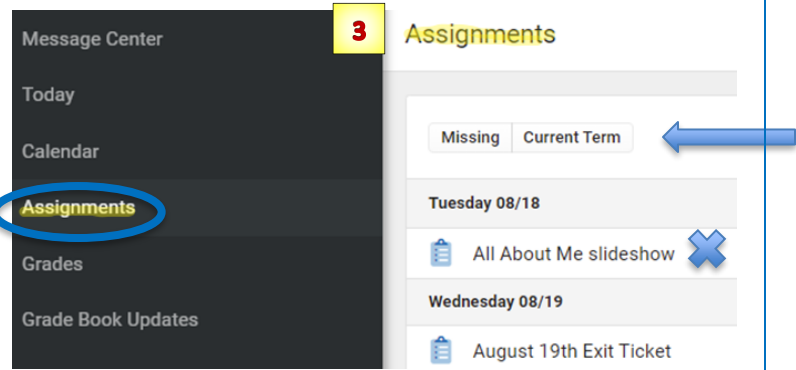 Message Center
Today
Calendar
Assignments
Grades
Grade Book Updates
3
Assignments
Missing Current Term
Tuesday 08/18
All About Me slideshow
Wednesday 08/19
August 19th Exit Ticket